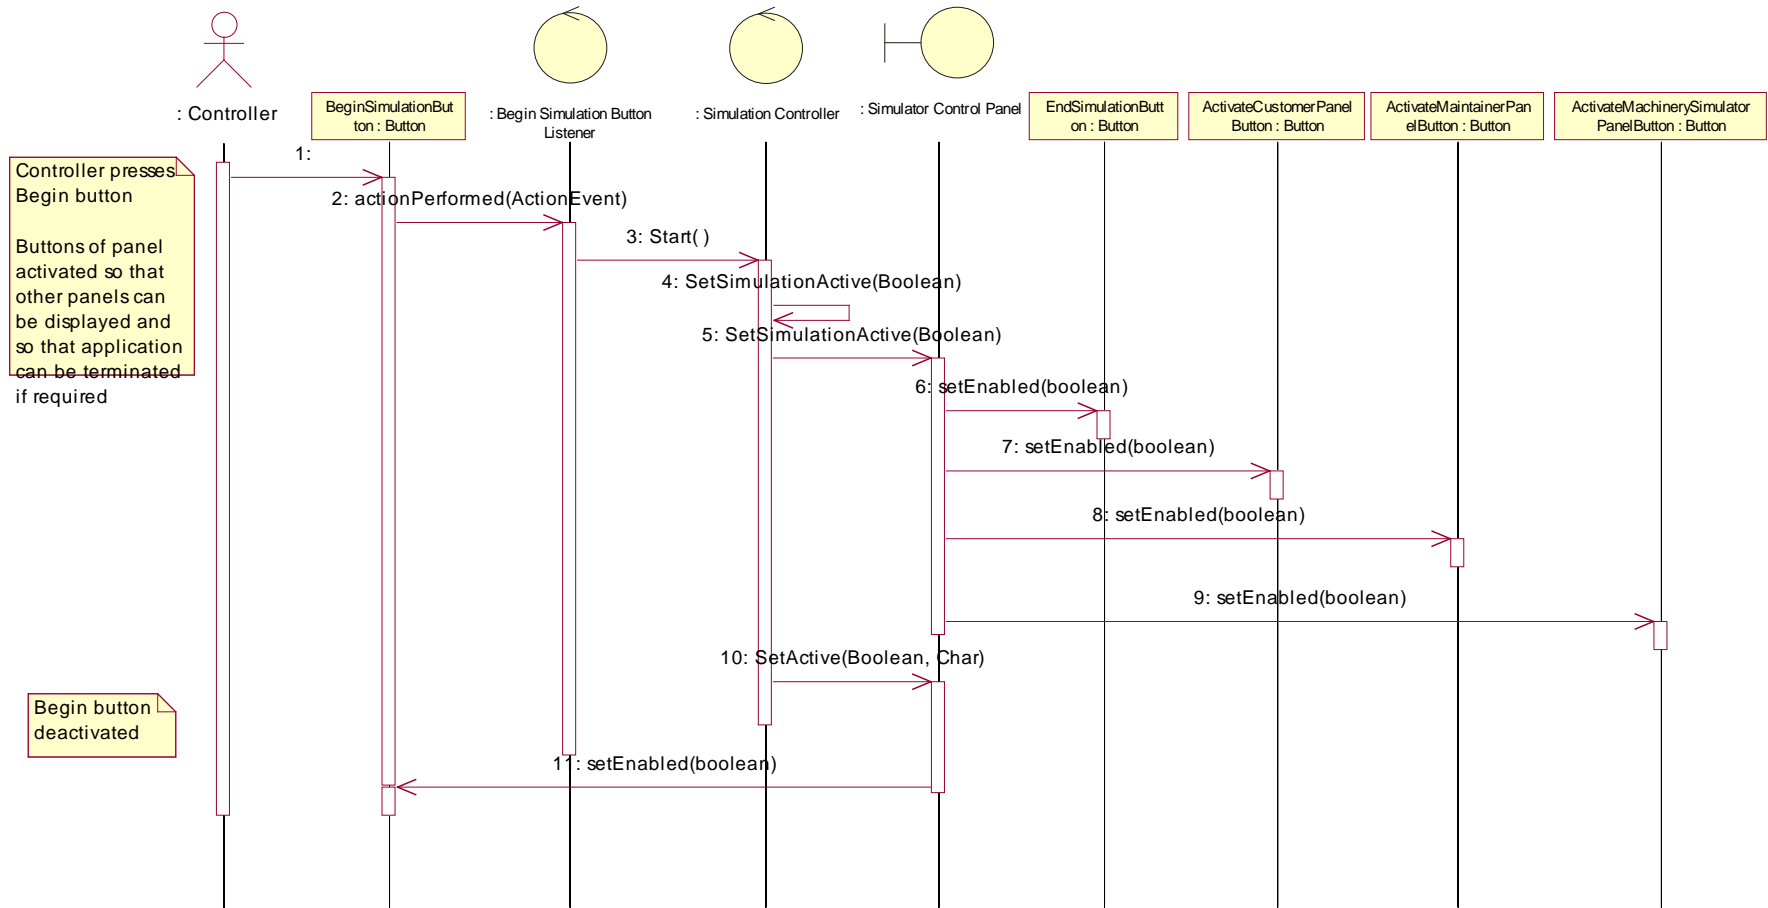 : Controller
BeginSimulationBut
ton : Button
: Begin Simulation Button
Listener
: Simulation Controller
: Simulator Control Panel
EndSimulationButt
on : Button
ActivateCustomerPanel
Button : Button
ActivateMaintainerPan
elButton : Button
ActivateMachinerySimulator
PanelButton : Button
Controller presses
Begin button
Buttons of panel
activated so that
other panels can
be displayed and
so that application
can be terminated
if required
1:
2: actionPerformed(ActionEvent)
3: Start( )
4: SetSimulationActive(Boolean)
5: SetSimulationActive(Boolean)
6: setEnabled(boolean)
7: setEnabled(boolean)
8: setEnabled(boolean)
9: setEnabled(boolean)
10: SetActive(Boolean, Char)
Begin button
deactivated
11: setEnabled(boolean)